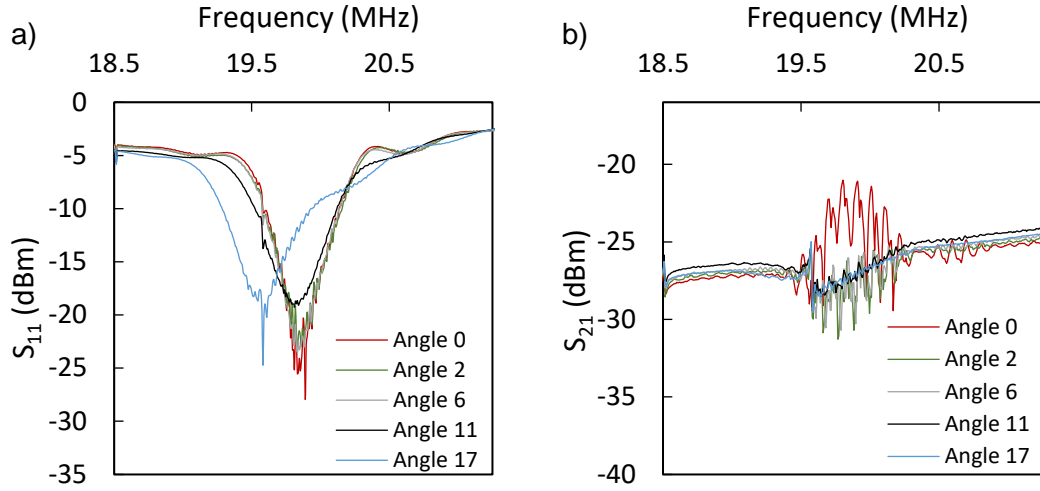 a)
Frequency (MHz)
18.5 19.5 20.5
0
-5
-10
-15
-20
-25
-30
-35
S11 (dBm)
Angle 0
Angle 2
Angle 6
Angle 11
Angle 17
b)
Frequency (MHz)
18.5 19.5 20.5
-20
-25
-30
-35
-40
S21 (dBm)
Angle 0
Angle 2
Angle 6
Angle 11
Angle 17